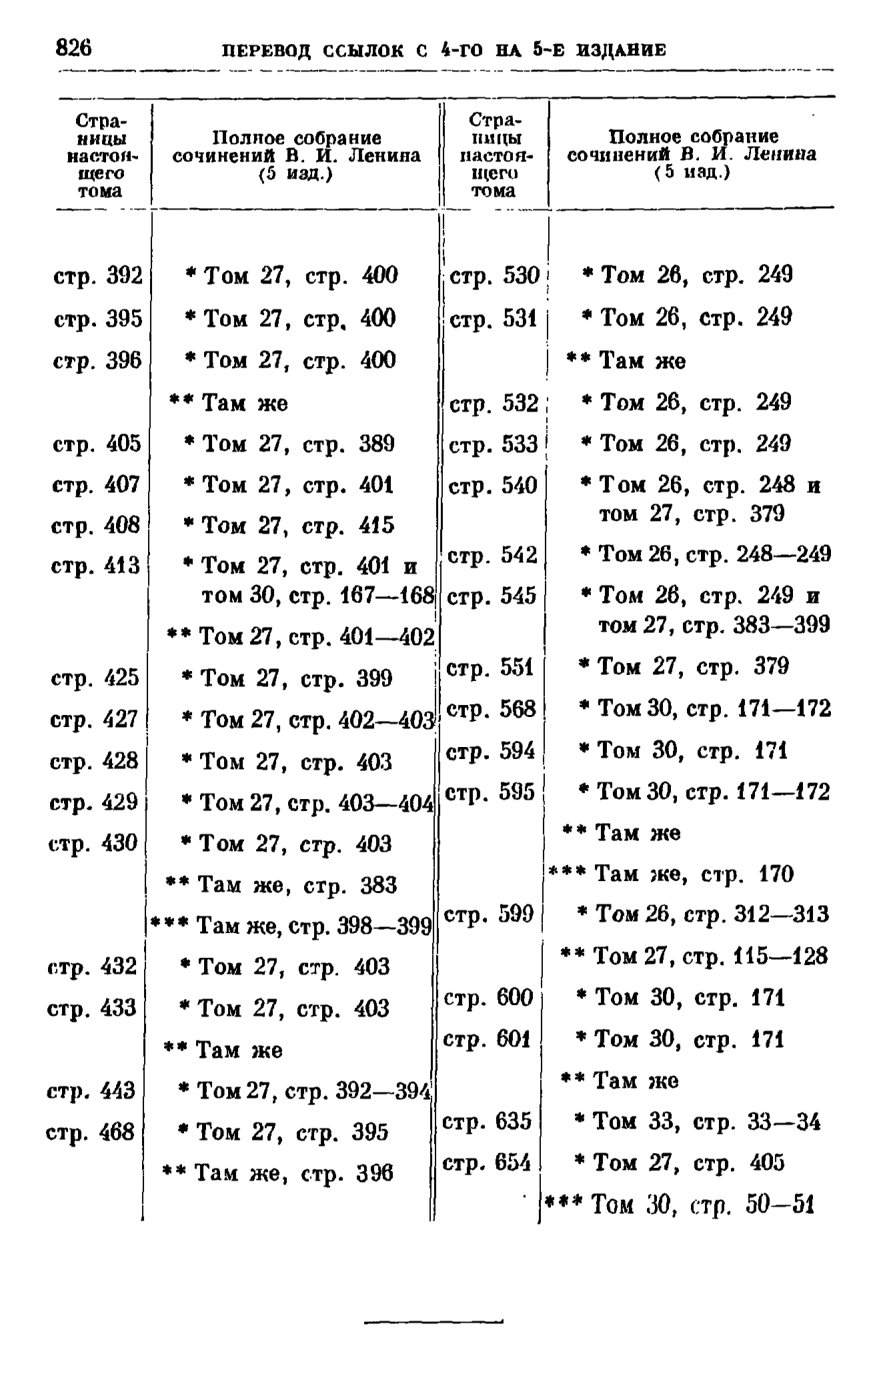 826 ПЕРЕВОД ССЫЛОК С 4-ГО НА 5-Е ИЗДАНИЕ
Стра-
ницы
настоя-
щего
тома
Полное собрание
сочинений В. И. Ленина
(5 изд.)
стр. 392 * Том 27, стр. 400
стр. 395 * Том 27, стр. 400
стр. 396 * Том 27, стр. 400
** Там же
стр. 405 * Том 27, стр. 389
стр. 407 * Том 27, стр. 401
стр. 408 * Том 27, стр. 415
стр. 413 * Том 27, стр. 401 и
том 30, стр. 167—168
** Том 27, стр. 401—402
стр. 425 * Том 27, стр. 399
стр. 427 * Том 27, стр. 402—403
стр. 428 * Том 27, стр. 403
стр. 429 * Том 27, стр. 403—404
стр. 430 * Том 27, стр. 403
** Там же, стр. 383
*** Там же, стр. 398—399
стр. 432 * Том 27, стр. 403
стр. 433 * Том 27, стр. 403
** Там же
стр. 443 * Том 27, стр. 392—394
стр. 468 * Том 27, стр. 395
** Там же, стр. 396
Стра-
ницы
настоя-
щего
тома
Полное собрание
сочинений В. И. Ленина
(5 изд.)
стр. 530 * Том 26, стр. 249
стр. 531 * Том 26, стр. 249
** Там же
стр. 532 * Том 26, стр. 249
стр. 533 * Том 26, стр. 249
стр. 540 * Том 26, стр. 248 и
том 27, стр. 379
стр. 542 * Том 26, стр. 248—249
стр. 545 * Том 26, стр. 249 и
том 27, стр. 383—399
стр. 551 * Том 27, стр. 379
стр. 568 * Том 30, стр. 171—172
стр. 594 * Том 30, стр. 171
стр. 595 * Том 30, стр. 171—172
** Там же
*** Там же, стр. 170
стр. 599 * Том 26, стр. 312—313
** Том 27, стр. 115—128
стр. 600 * Том 30, стр. 171
стр. 601 * Том 30, стр. 171
** Там же
стр. 635 * Том 33, стр. 33—34
стр. 654 * Том 27, стр. 405
*** Том 30, стр. 50—51